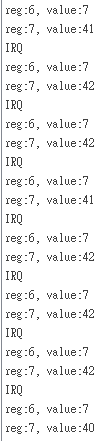 reg:6, value:7
reg:7, value:41
IRQ
reg:6, value:7
reg:7, value:42
IRQ
reg:6, value:7
reg:7, value:42
IRQ
reg:6, value:7
reg:7, value:41
IRQ
reg:6, value:7
reg:7, value:42
IRQ
reg:6, value:7
reg:7, value:42
IRQ
reg:6, value:7
reg:7, value:42
IRQ
reg:6, value:7
reg:7, value:40